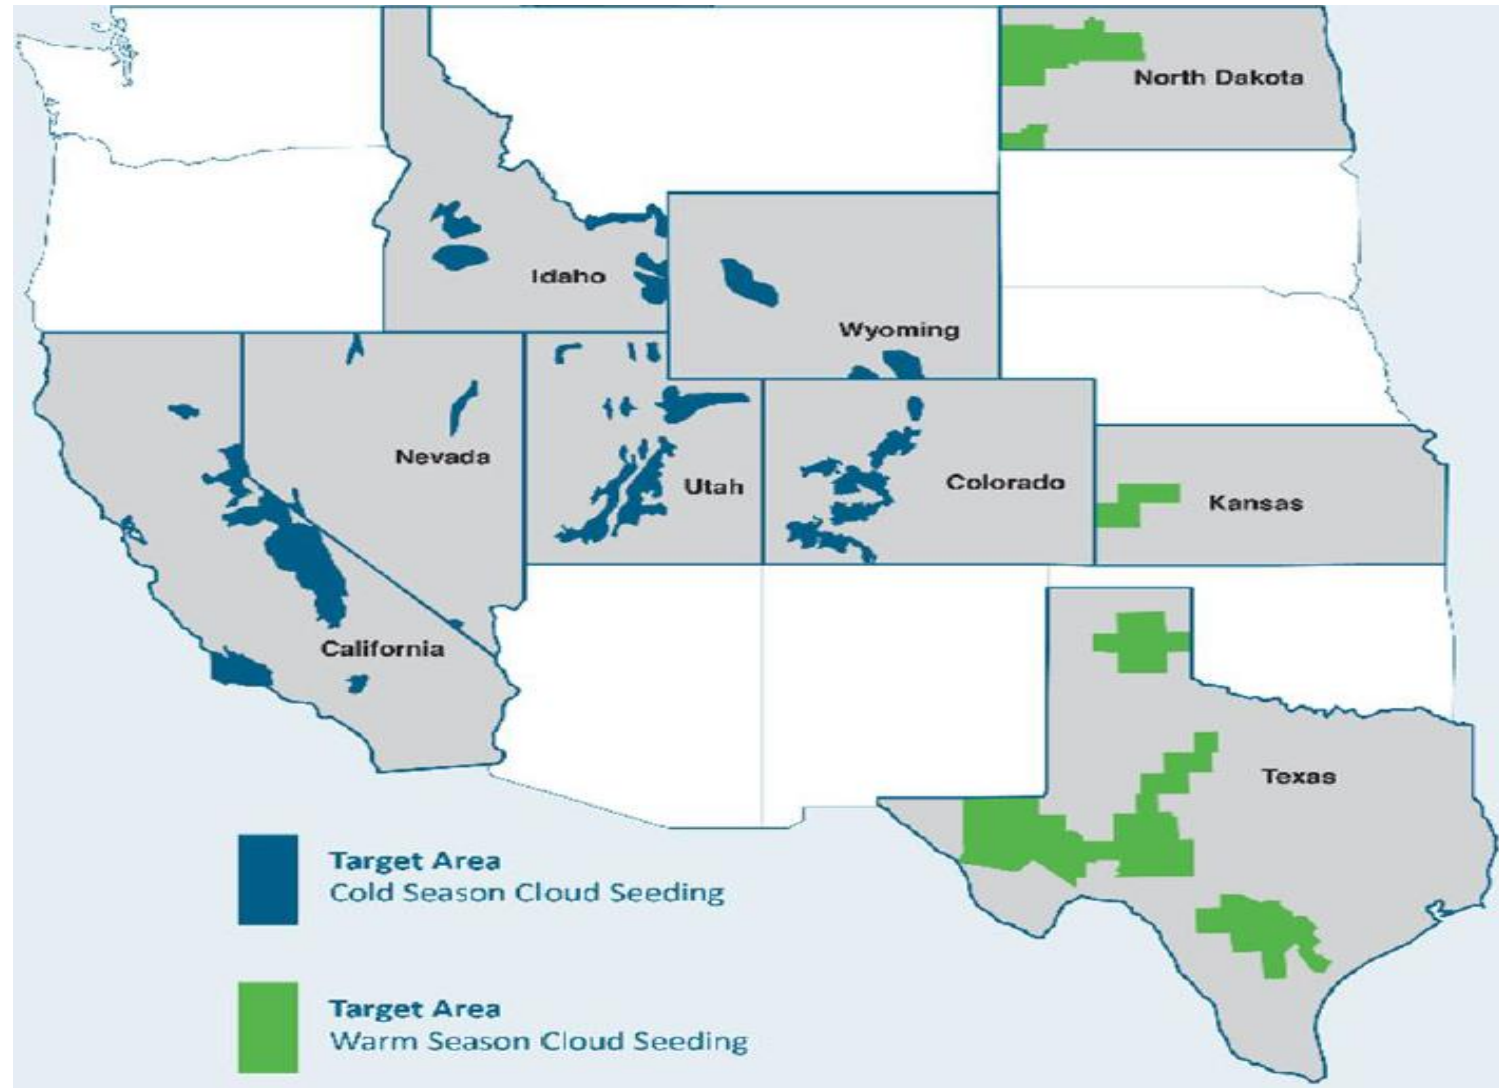 North Dakota
Idaho
Wyoming
Nevada
Utah
Colorado
Kansas
California
Texas
Target Area
Cold Season Cloud Seeding
Target Area
Warm Season Cloud Seeding